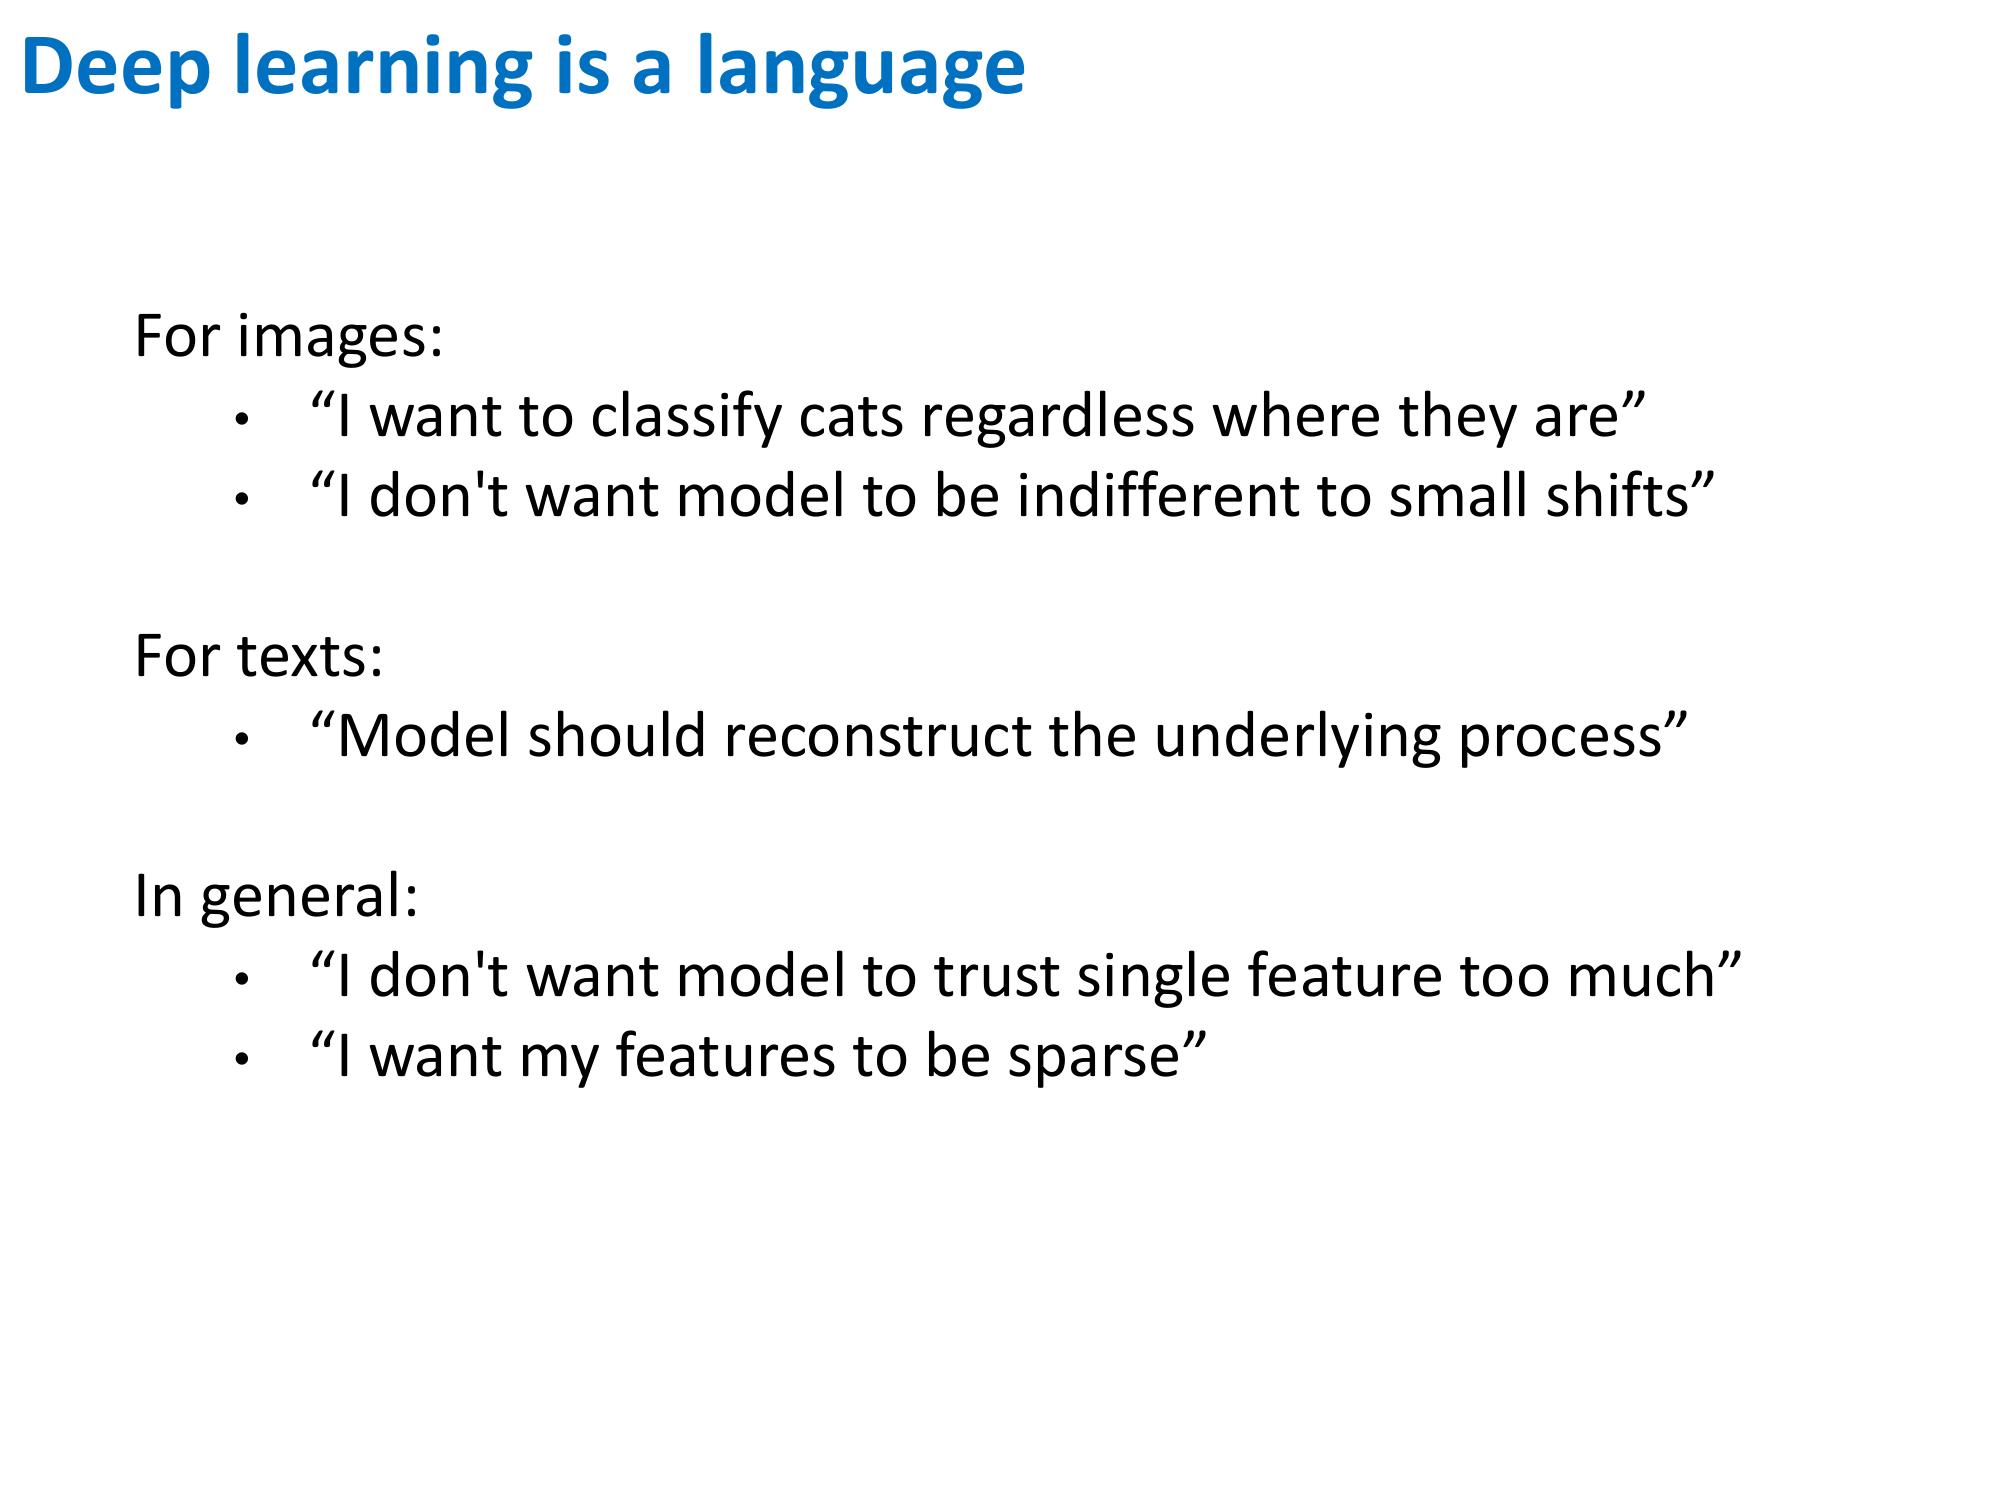 Deep learning is a language
For images:
• “I want to classify cats regardless where they are”
• “I don't want model to be indifferent to small shifts”
For texts:
• “Model should reconstruct the underlying process”
In general:
• “I don't want model to trust single feature too much”
• “I want my features to be sparse”